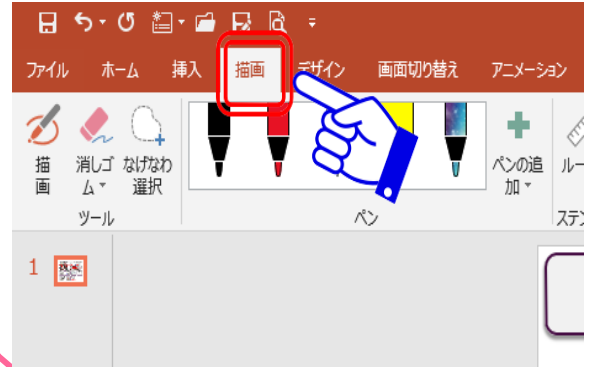 ファイル ホーム 挿入 描画 デザイン 画面切り替え アニメーション
描画
消しゴム
なげなわ選択
ペンの追加
ルー
ツール
ペン
ステン
1